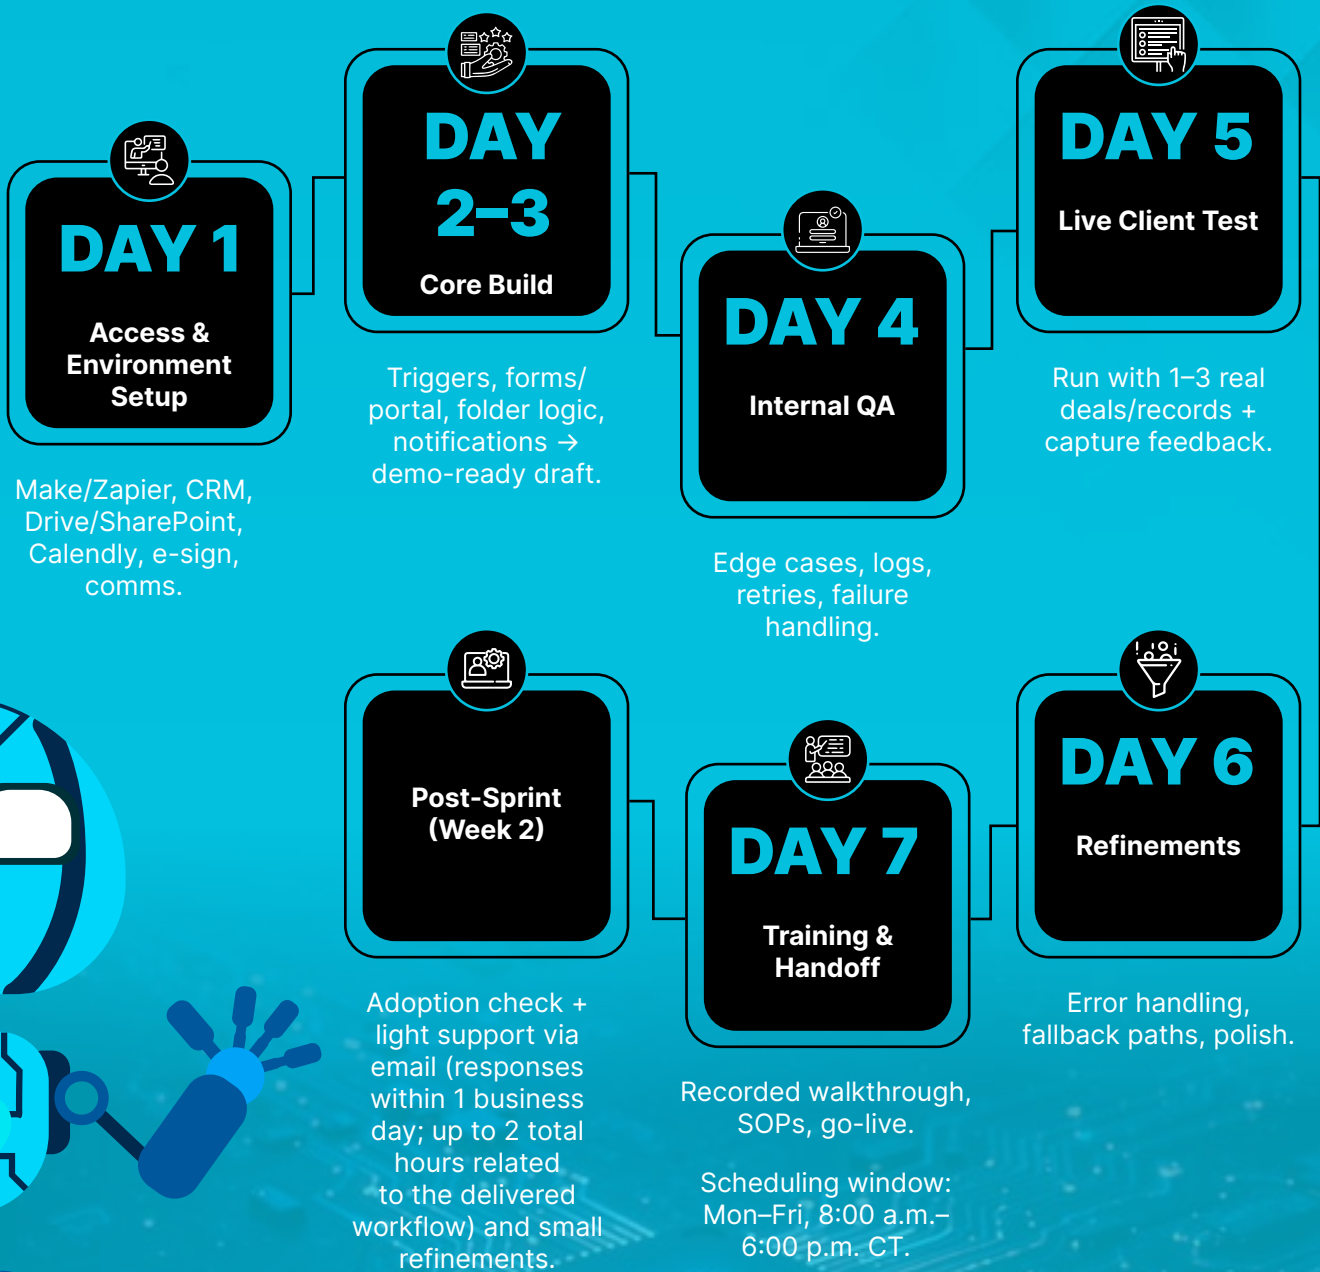 DAY 1
Access &
Environment
Setup
Make/Zapier, CRM,
Drive/SharePoint,
Calendly, e-sign,
comms.
DAY
2–3
Core Build
Triggers, forms/
portal, folder logic,
notifications →
demo-ready draft.
DAY 4
Internal QA
Edge cases, logs,
retries, failure
handling.
DAY 5
Live Client Test
Run with 1–3 real
deals/records +
capture feedback.
DAY 6
Refinements
Error handling,
fallback paths, polish.
DAY 7
Training &
Handoff
Recorded walkthrough,
SOPs, go-live.
Scheduling window:
Mon–Fri, 8:00 a.m.–
6:00 p.m. CT.
Post-Sprint
(Week 2)
Adoption check +
light support via
email (responses
within 1 business
day; up to 2 total
hours related
to the delivered
workflow) and small
refinements.